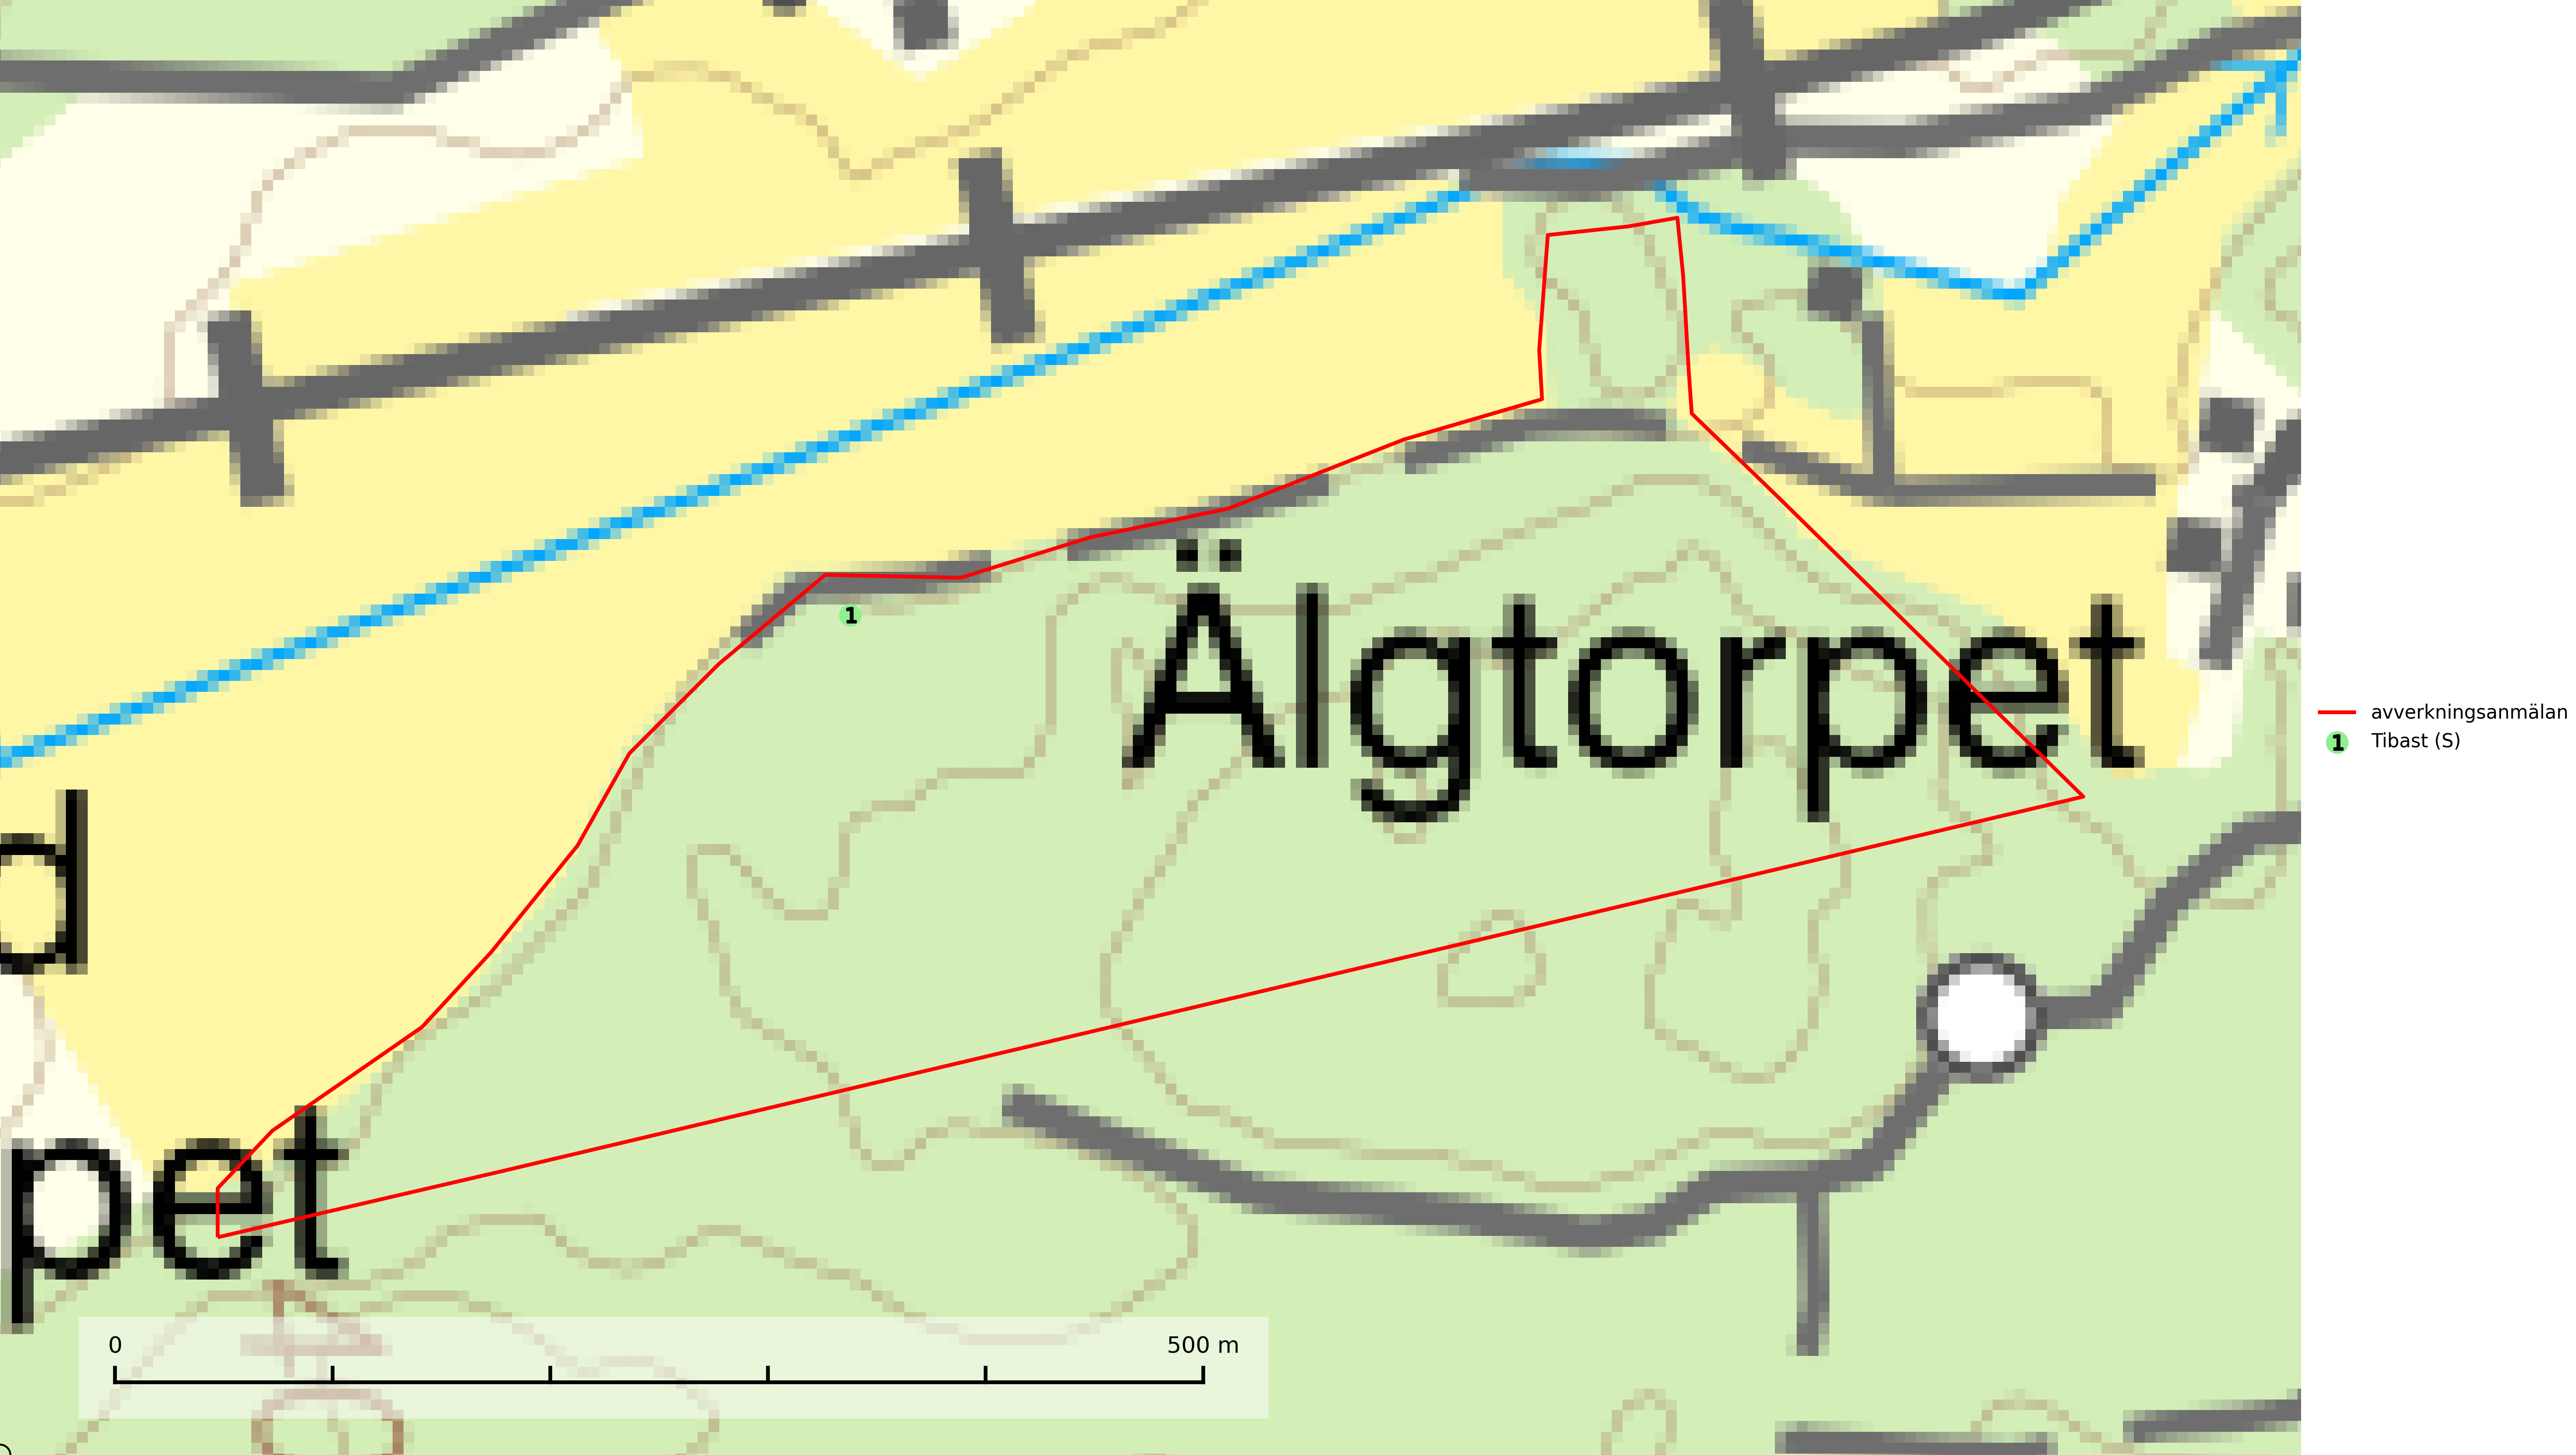 Älgtorpet
avverkningsanmälan
1 Tibast (S)
1
d
pet
0 500 m